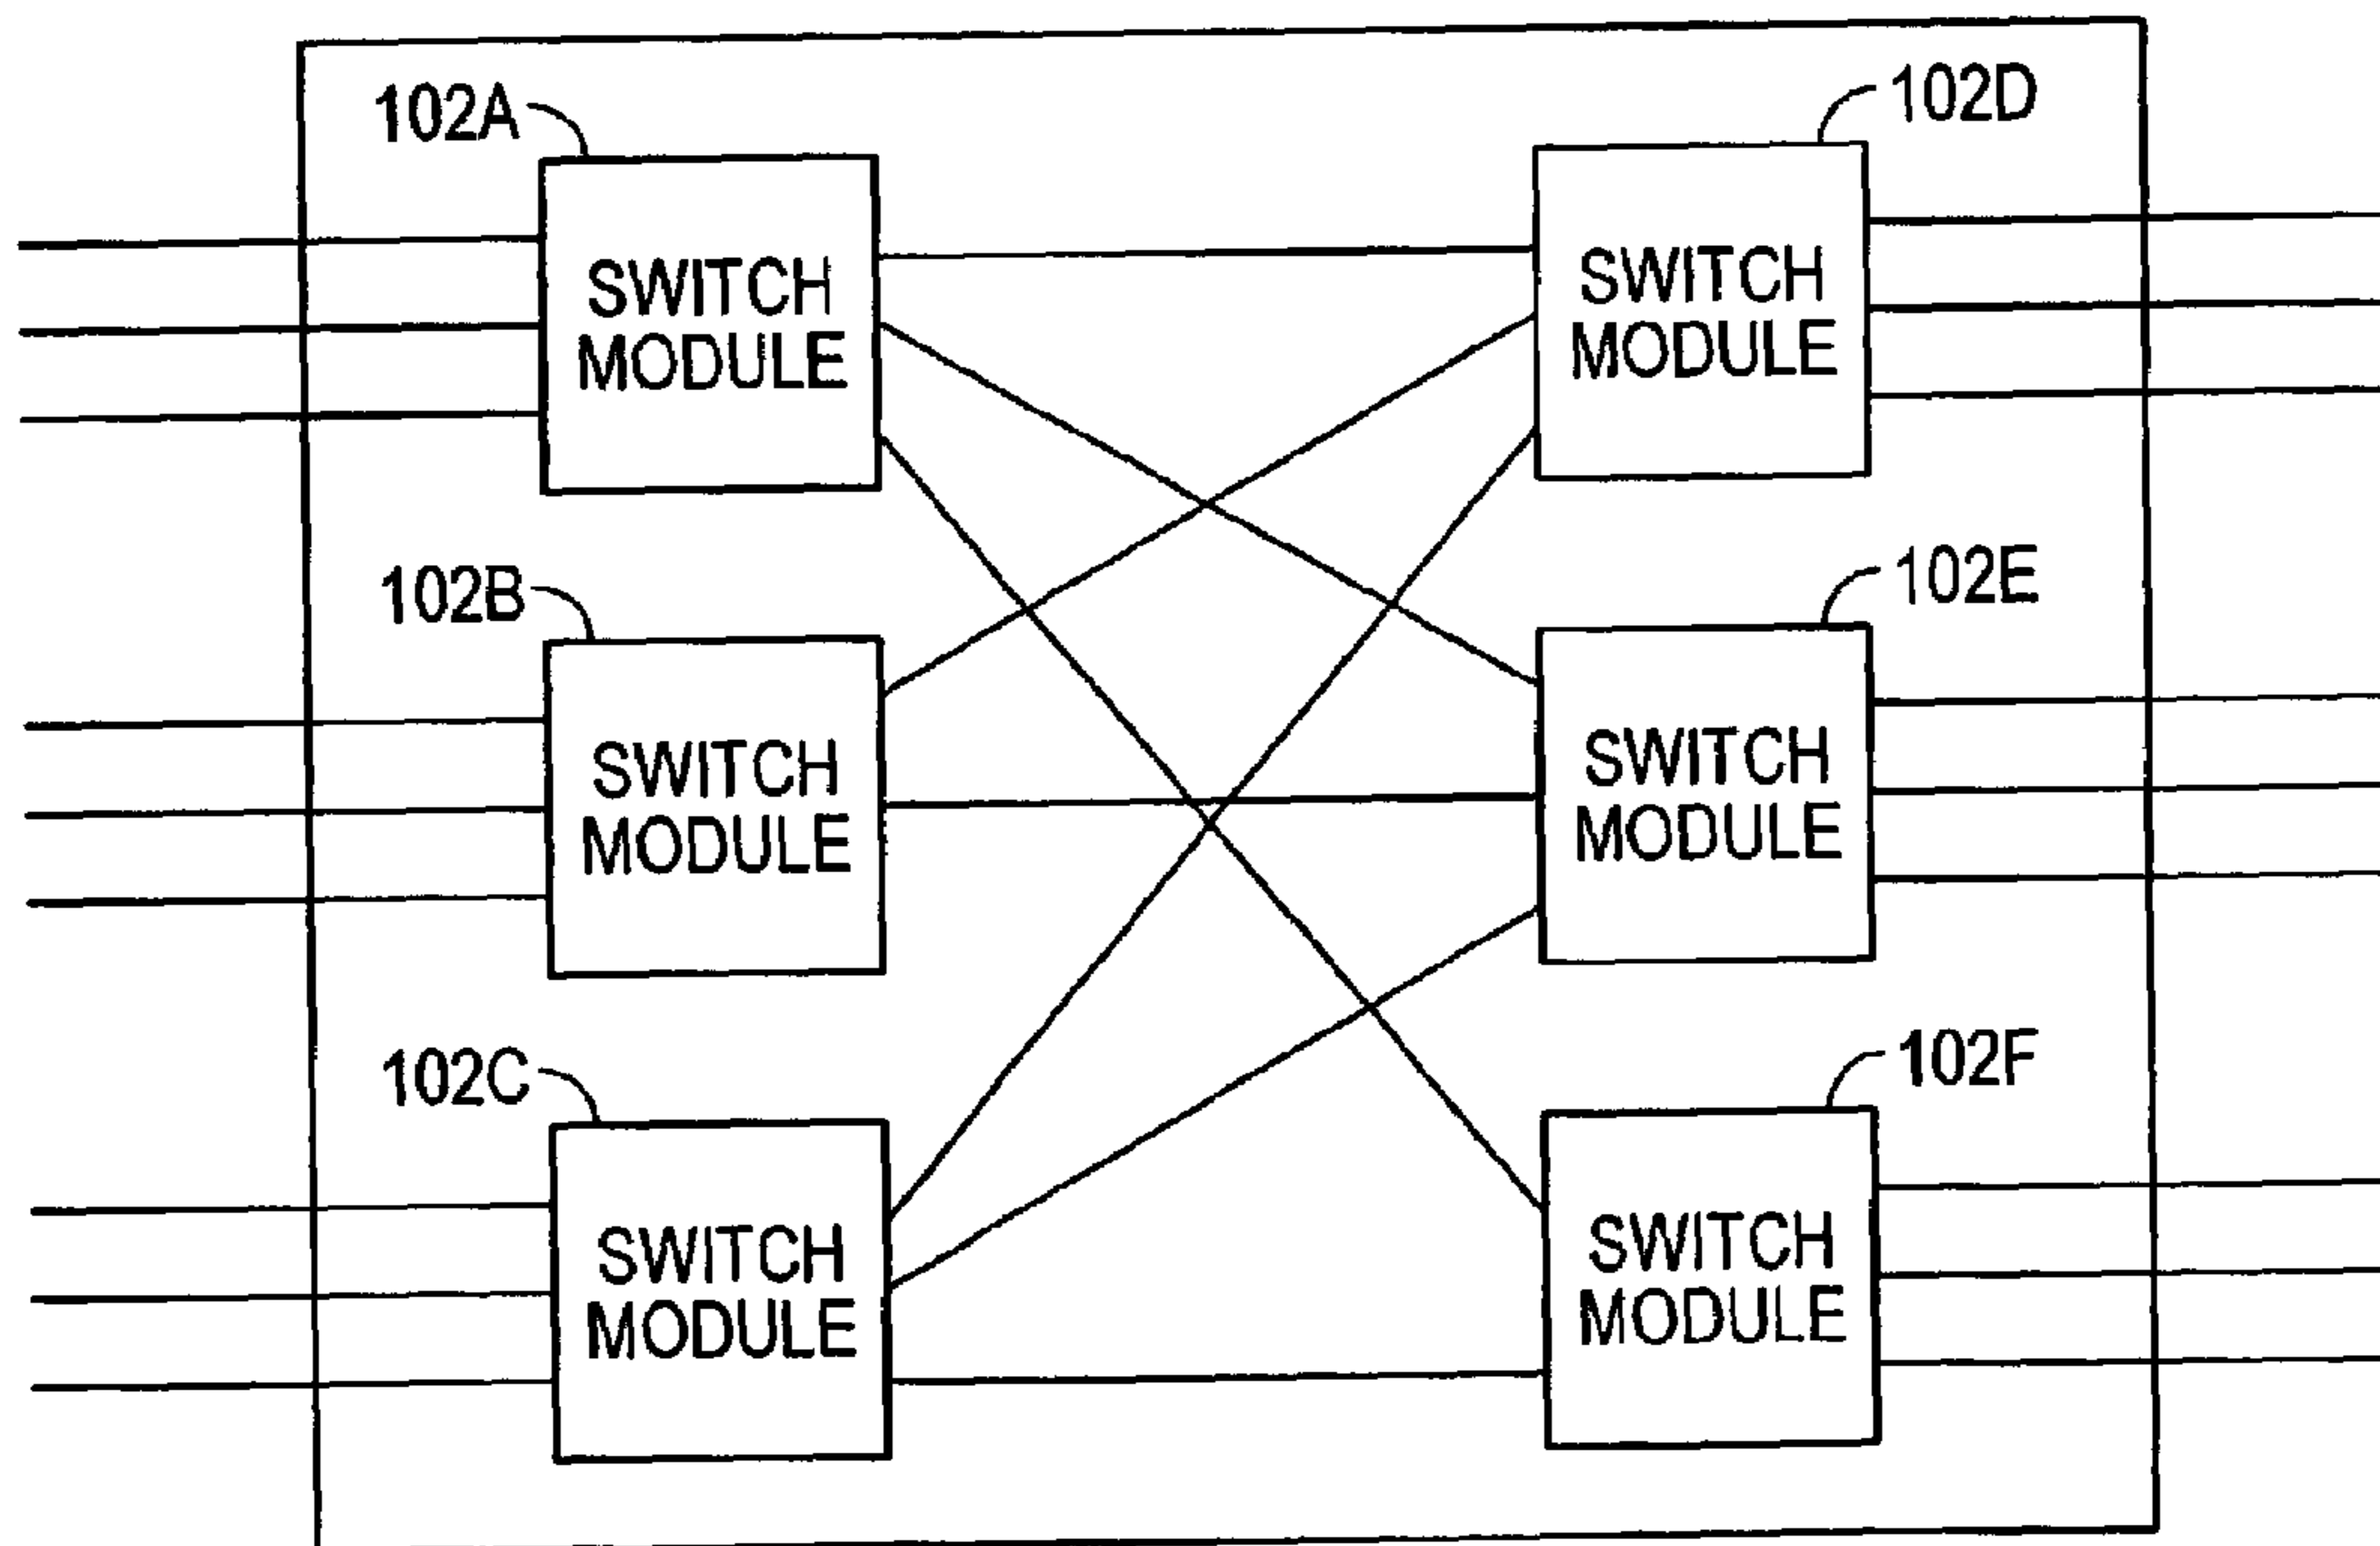 102A
SWITCH
MODULE
102D
SWITCH
MODULE
102B
SWITCH
MODULE
102E
SWITCH
MODULE
102C
SWITCH
MODULE
102F
SWITCH
MODULE